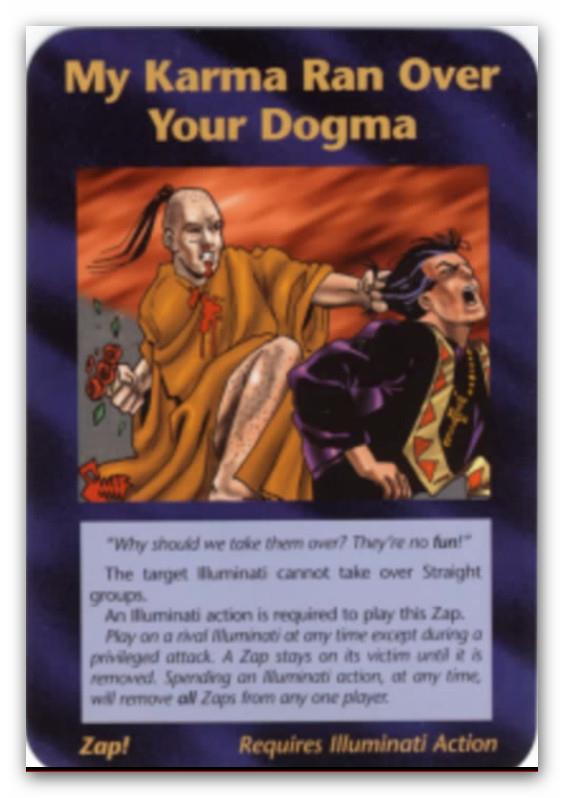 My Karma Ran Over
Your Dogma
"Why should we take them over? They're no fun!"
The target Illuminati cannot take over Straight
groups.
An Illuminati action is required to play this Zap.
Play on a rival Illuminati at any time except during a
privileged attack. A Zap stays on its victim until it is
removed. Spending an Illuminati action, at any time,
will remove all Zaps from any one player.
Zap!
Requires Illuminati Action